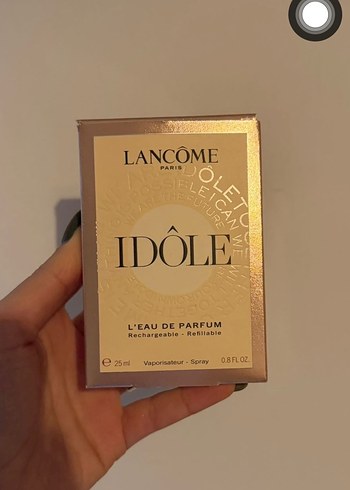 LANCÔME
PARIS
IDÔLE
L'EAU DE PARFUM
Rechargeable - Refillable
℮ 25 ml Vaporisateur - Spray 0.8 FL.OZ.